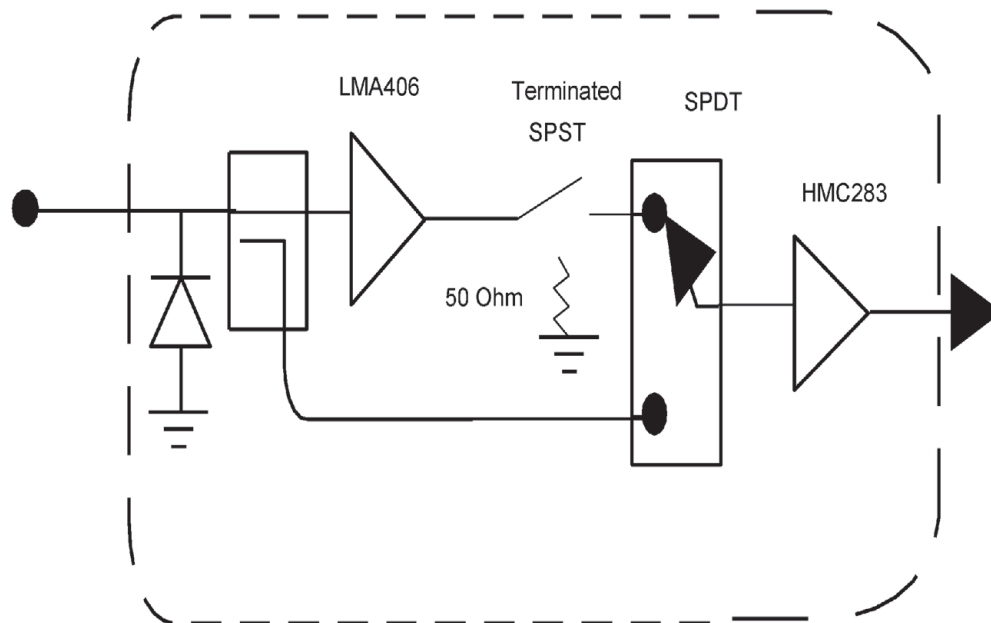 LMA406
Terminated
SPST
SPDT
HMC283
50 Ohm